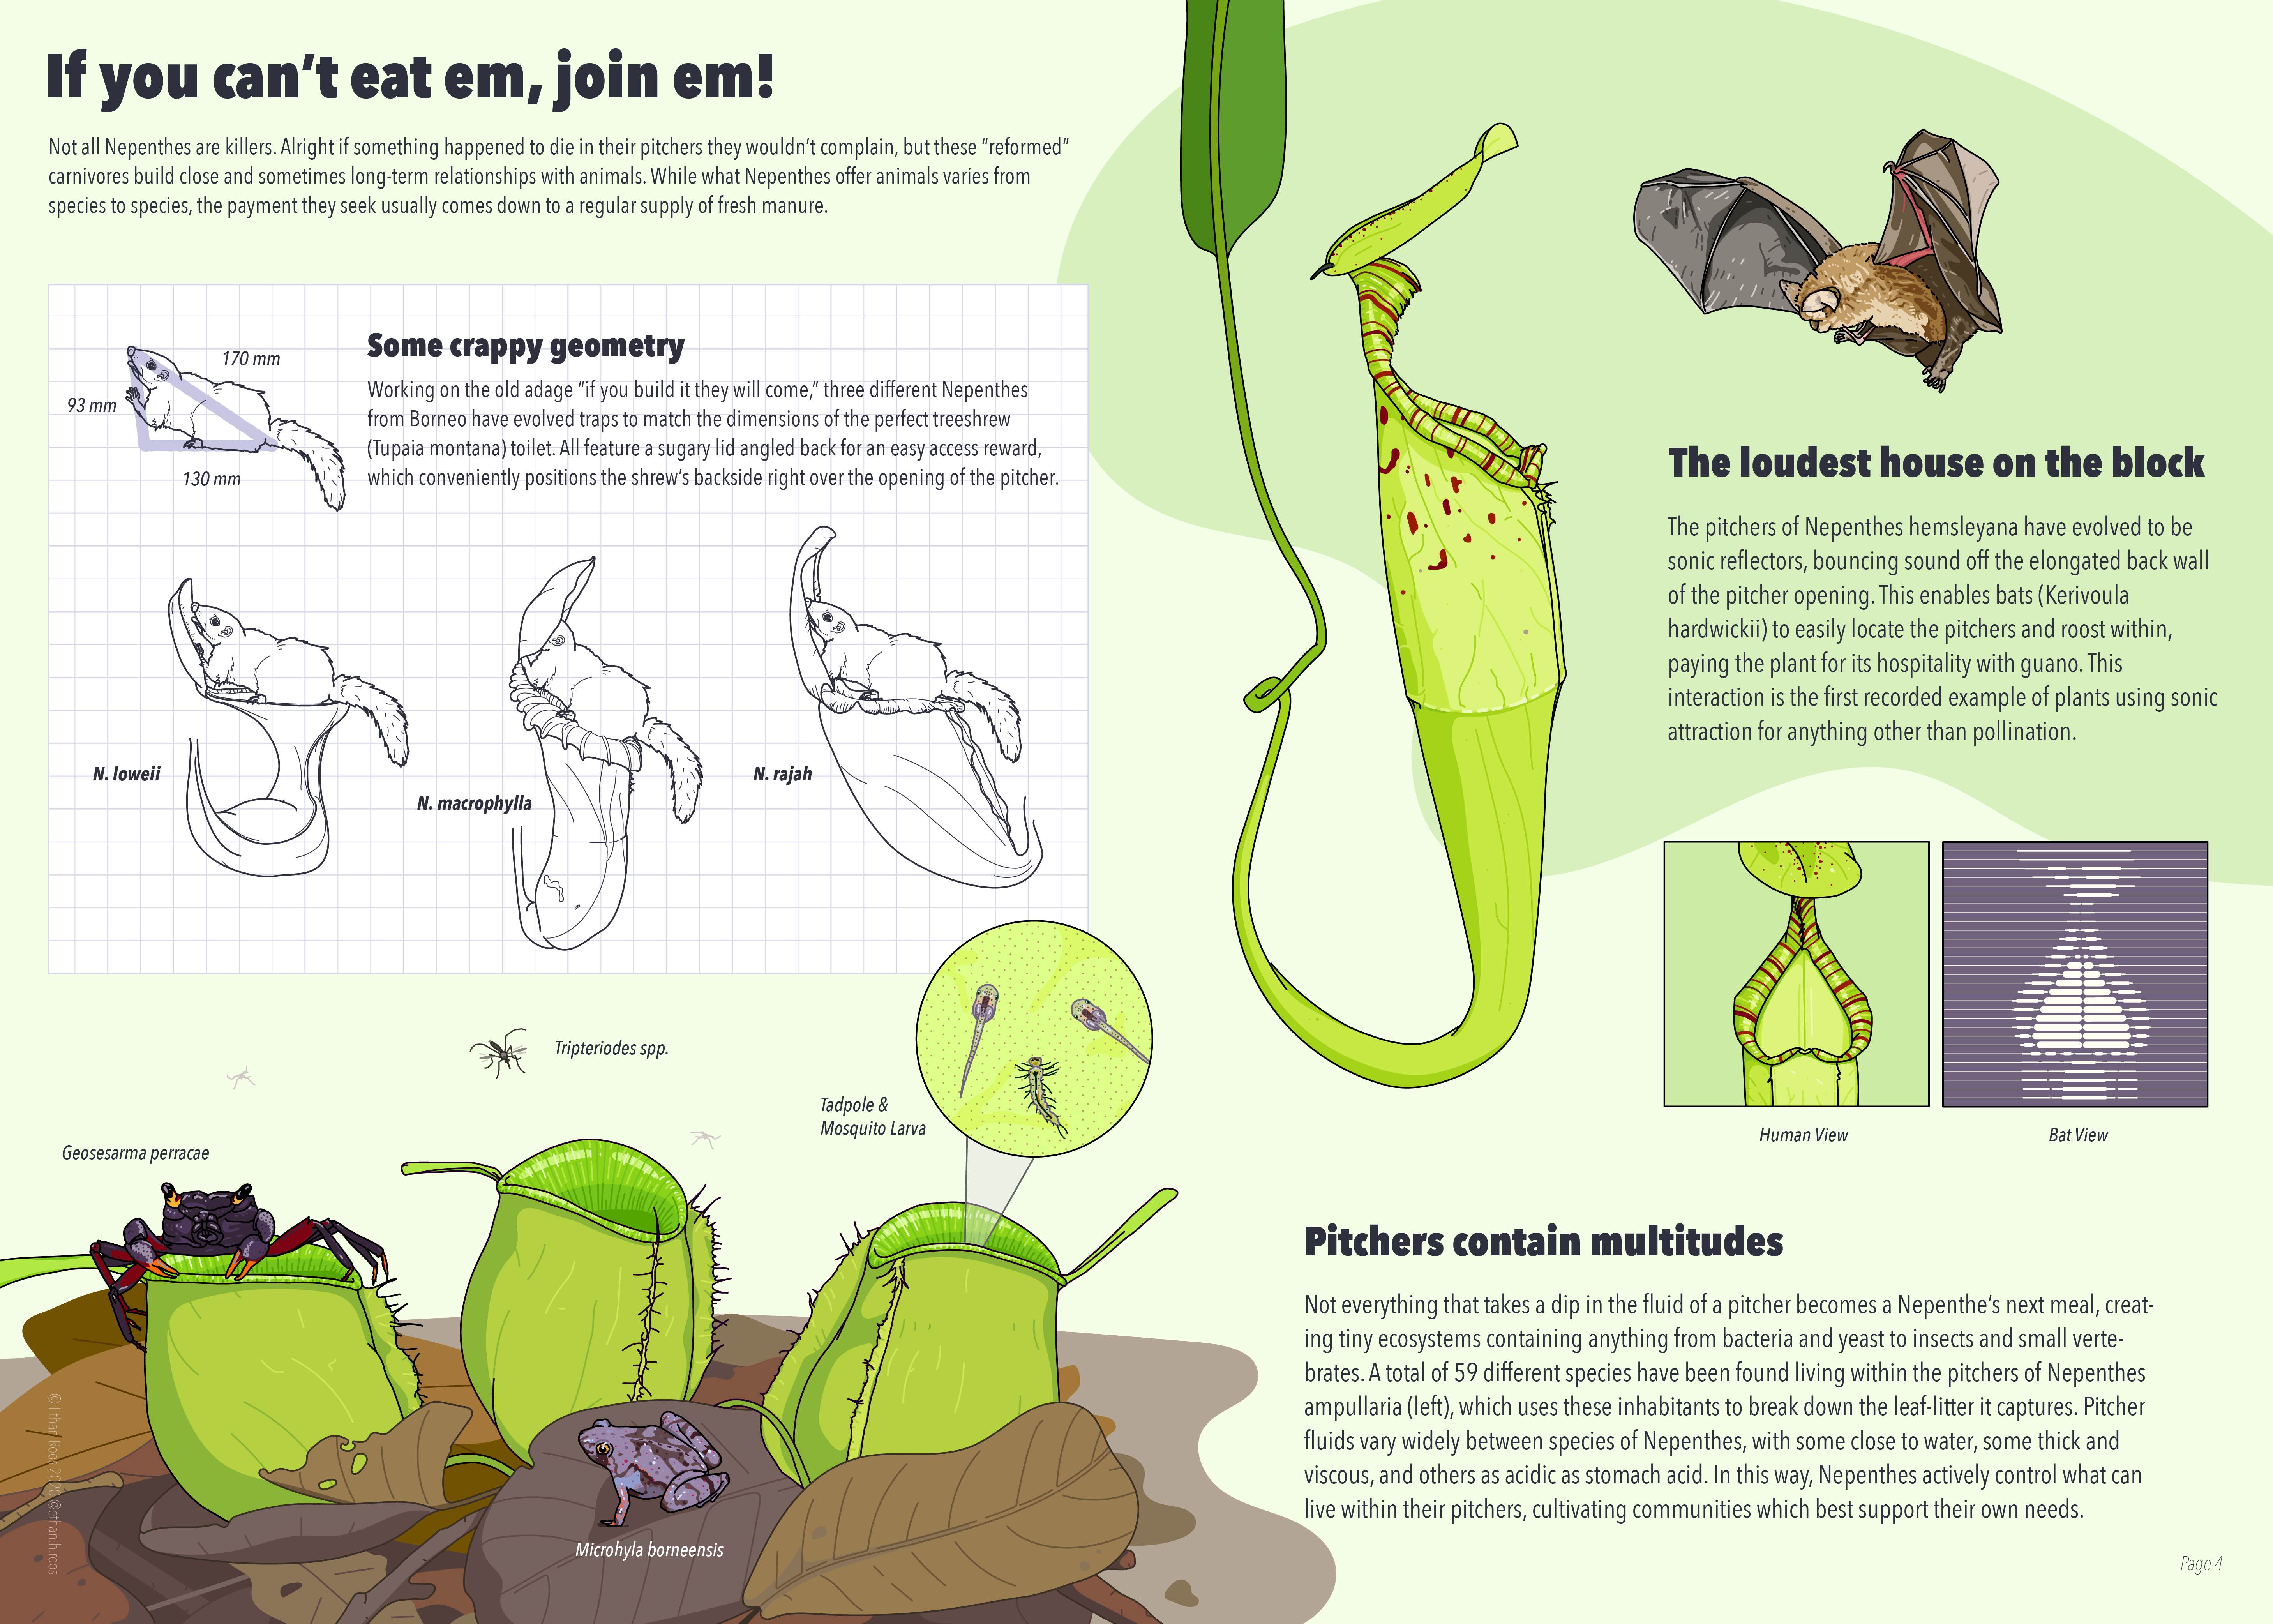 If you can't eat em, join em!
Not all Nepenthes are killers. Alright if something happened to die in their pitchers they wouldn't complain, but these "reformed"
carnivores build close and sometimes long-term relationships with animals. While what Nepenthes offer animals varies from
species to species, the payment they seek usually comes down to a regular supply of fresh manure.
170 mm
93 mm
130 mm
Some crappy geometry
Working on the old adage "if you build it they will come," three different Nepenthes
from Borneo have evolved traps to match the dimensions of the perfect treeshrew
(Tupaia montana) toilet. All feature a sugary lid angled back for an easy access reward,
which conveniently positions the shrew's backside right over the opening of the pitcher.
N. loweii
N. macrophylla
N. rajah
The loudest house on the block
The pitchers of Nepenthes hemsleyana have evolved to be
sonic reflectors, bouncing sound off the elongated back wall
of the pitcher opening. This enables bats (Kerivoula
hardwickii) to easily locate the pitchers and roost within,
paying the plant for its hospitality with guano. This
interaction is the first recorded example of plants using sonic
attraction for anything other than pollination.
Human View
Bat View
Tripteriodes spp.
Tadpole &
Mosquito Larva
Geosesarma perracae
Microhyla borneensis
Pitchers contain multitudes
Not everything that takes a dip in the fluid of a pitcher becomes a Nepenthe's next meal, creat-
ing tiny ecosystems containing anything from bacteria and yeast to insects and small verte-
brates. A total of 59 different species have been found living within the pitchers of Nepenthes
ampullaria (left), which uses these inhabitants to break down the leaf-litter it captures. Pitcher
fluids vary widely between species of Nepenthes, with some close to water, some thick and
viscous, and others as acidic as stomach acid. In this way, Nepenthes actively control what can
live within their pitchers, cultivating communities which best support their own needs.
© Ethan Roos 2020 @ethan.h.roos
Page 4